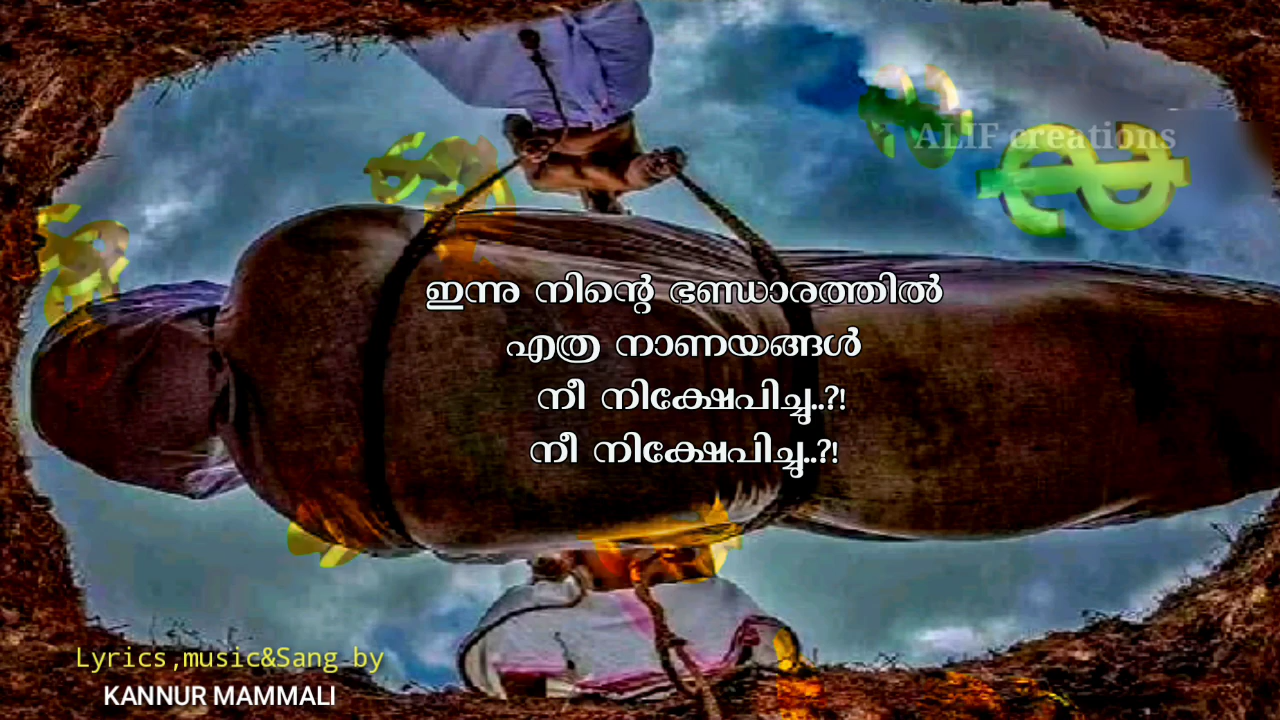 ALIF creations
ഇന്നു നിന്റെ ഭണ്ഡാരത്തിൽ
എത്ര നാണയങ്ങൾ
നീ നിക്ഷേപിച്ചു..?!
നീ നിക്ഷേപിച്ചു..?!
Lyrics,music&Sang by
KANNUR MAMMALI